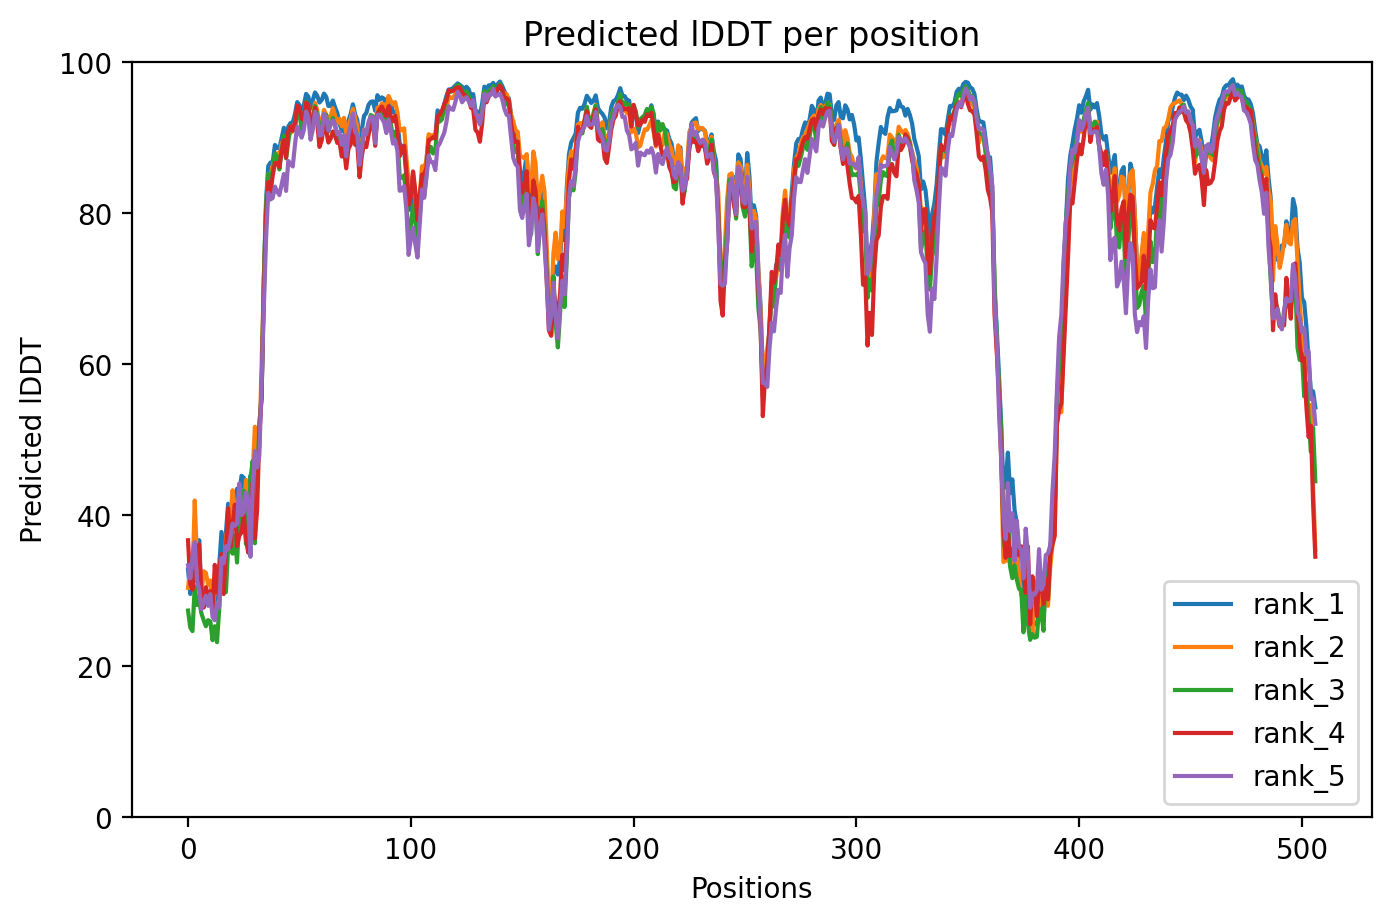 Predicted lDDT per position
100
80
60
40
20
0
Predicted lDDT
0 100 200 300 400 500
Positions
rank_1
rank_2
rank_3
rank_4
rank_5